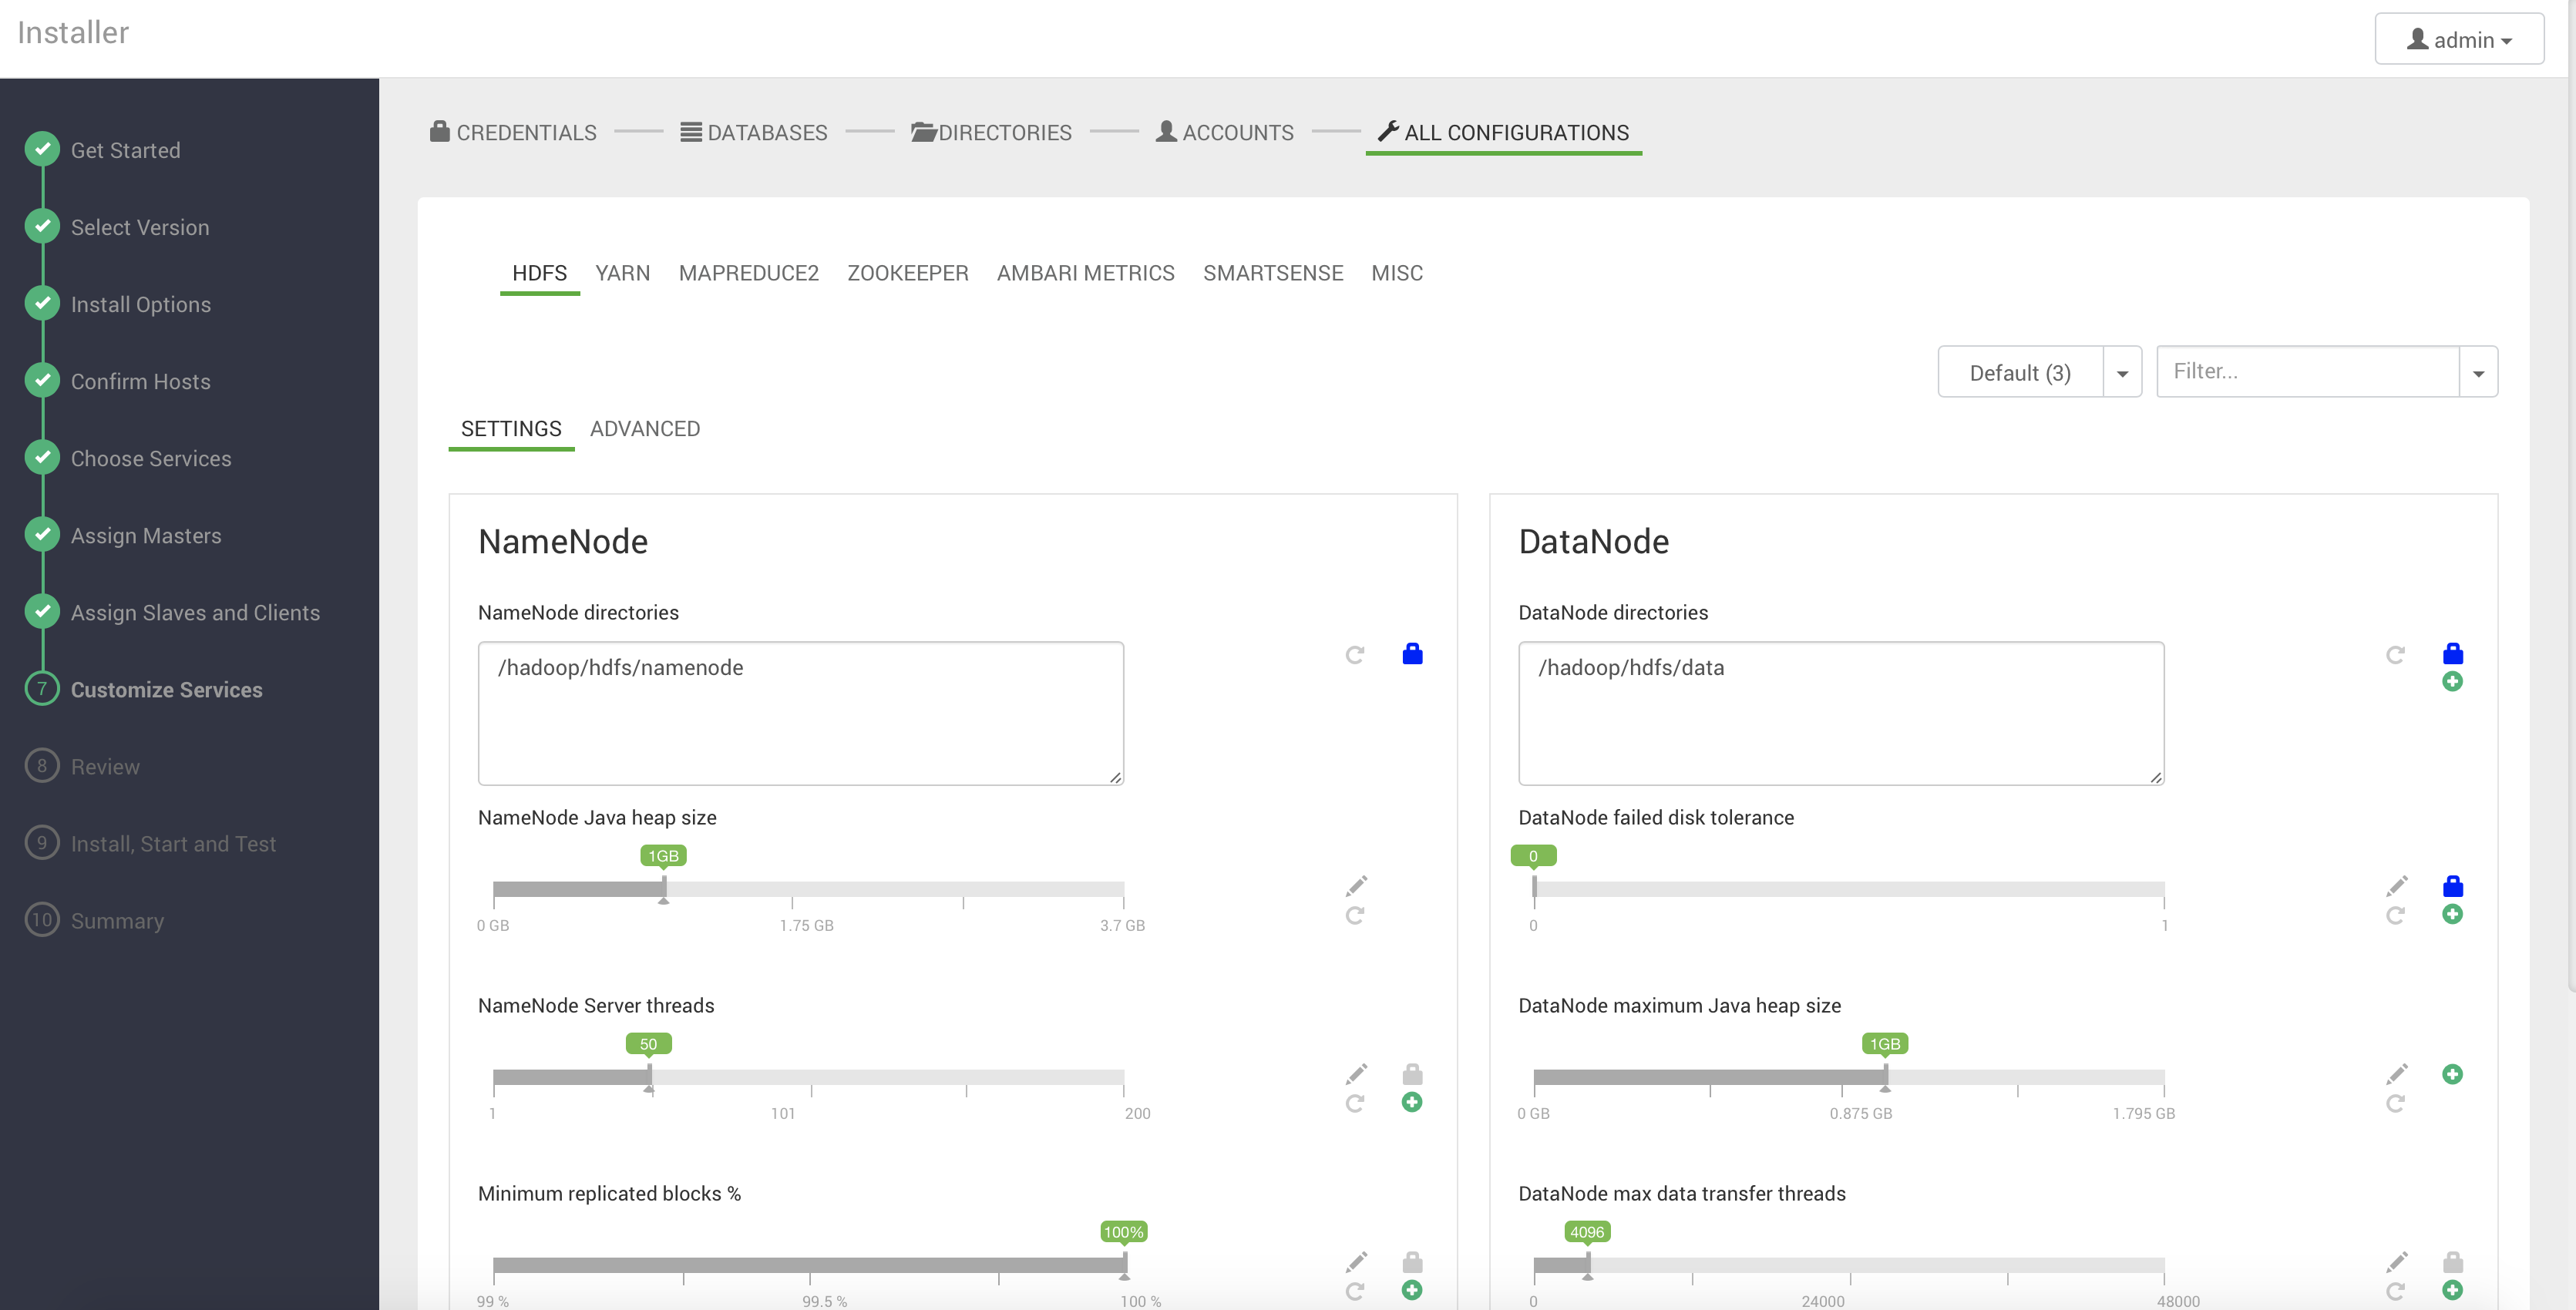 Installer
admin
Get Started
Select Version
Install Options
Confirm Hosts
Choose Services
Assign Masters
Assign Slaves and Clients
7 Customize Services
8 Review
9 Install, Start and Test
10 Summary
CREDENTIALS DATABASES DIRECTORIES ACCOUNTS ALL CONFIGURATIONS
HDFS YARN MAPREDUCE2 ZOOKEEPER AMBARI METRICS SMARTSENSE MISC
Default (3) Filter...
SETTINGS ADVANCED
NameNode
NameNode directories
/hadoop/hdfs/namenode
NameNode Java heap size
1GB
0 GB 1.75 GB 3.7 GB
NameNode Server threads
50
1 101 200
Minimum replicated blocks %
100%
99 % 99.5 % 100 %
DataNode
DataNode directories
/hadoop/hdfs/data
DataNode failed disk tolerance
0
0 1
DataNode maximum Java heap size
1GB
0 GB 0.875 GB 1.795 GB
DataNode max data transfer threads
4096
0 24000 48000